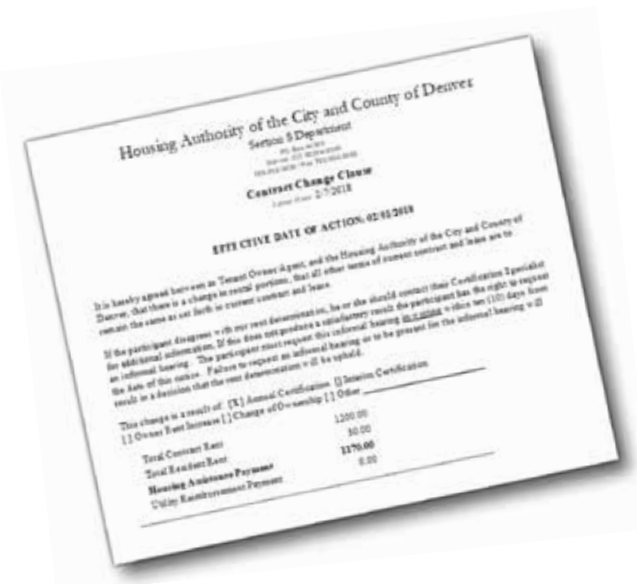 Housing Authority of the City and County of Denver
Section 8 Department
Contract Change Clause
2/7/2018
EFFECTIVE DATE OF ACTION: 02/01/2018
It is hereby agreed between as Tenant Owner Agent, and the Housing Authority of the City and County of
Denver, that there is a change in rental portions, that all other terms of current contract and lease are to
remain the same as set forth in current contract and lease.
If the participant disagrees with our rent determination, he or she should contact their Certification Specialist
for additional information. If this does not produce a satisfactory result the participant has the right to request
an informal hearing. The participant must request this informal hearing in writing within ten (10) days from
the date of this notice. Failure to request an informal hearing or to be present for the informal hearing will
result in a decision that the rent determination will be upheld.
This change is a result of: [X] Annual Certification [] Interim Certification
[ ] Owner Rent Increase [ ] Change of Ownership [ ] Other
Total Contract Rent 1200.00
Total Resident Rent
Housing Assistance Payment 1170.00
Utility Reimbursement Payment 0.00